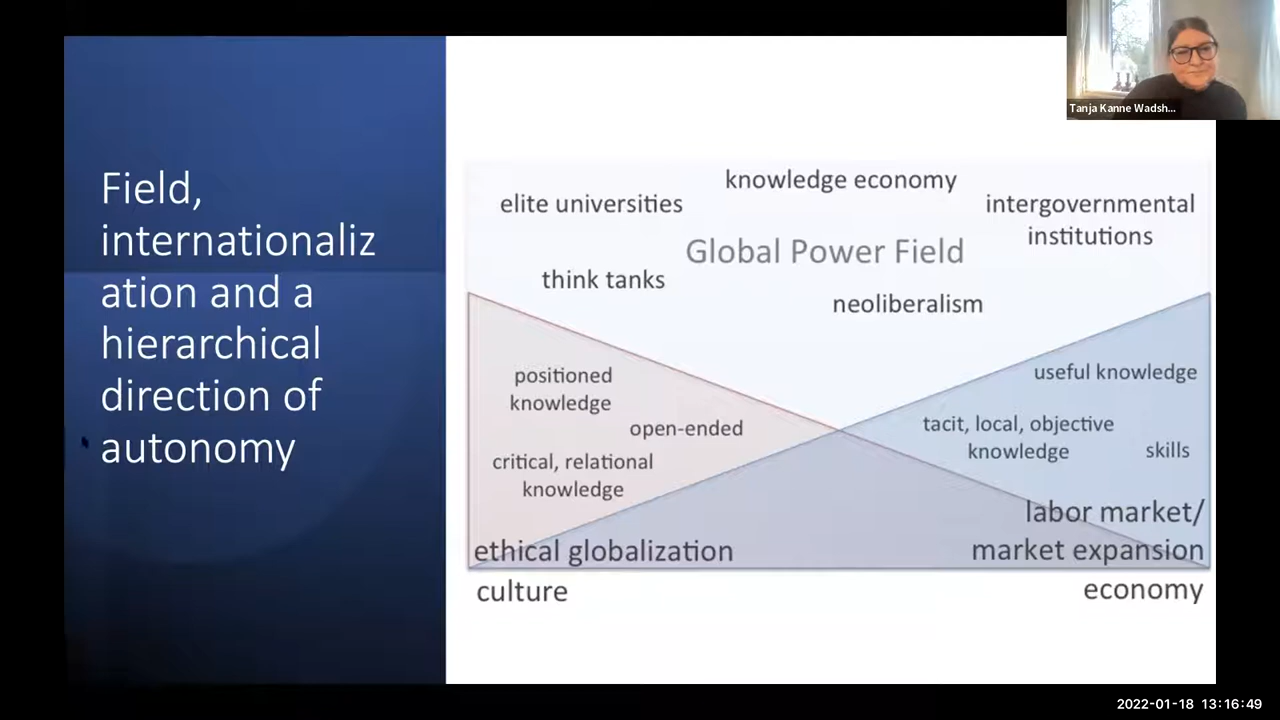 Field,
internationaliz
ation and a
hierarchical
direction of
autonomy
knowledge economy
elite universities
intergovernmental
institutions
Global Power Field
think tanks
neoliberalism
positioned
knowledge
open-ended
critical, relational
knowledge
useful knowledge
tacit, local, objective
knowledge
skills
labor market/
market expansion
ethical globalization
culture
economy
Tanja Kanne Wadsh...
2022-01-18 13:16:49